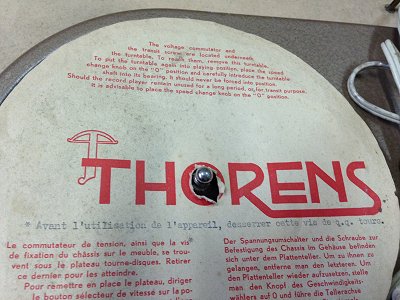 The voltage commutator and
the transit screw are located underneath
the turntable. To reach them, remove this turntable.
To put the turntable again into playing position, place the speed
change knob on the "0" position and carefully introduce the turntable
shaft into its bearing. It should never be forced into position.
Should the record player remain unused for a long period, or for transit purpose,
it is advisable to place the speed change knob on the "0" position.
THORENS
* Avant l'utilisation de l'appareil, desserrer cette vis de q.q. tours.
Le commutateur de tension, ainsi que la vis*
de fixation du châssis sur le meuble, se trou-
vent sous le plateau tourne-disques. Retirer
ce dernier pour les atteindre.
Pour remettre en place le plateau, diriger
le bouton sélecteur de vitesse sur la po-
Der Spannungsumschalter und die Schraube zur
Befestigung des Chassis im Gehäuse befinden
sich unter dem Plattenteller. Um zu ihnen zu
gelangen, entferne man den letzteren. Um
den Plattenteller wieder aufzusetzen, stelle
man den Knopf des Geschwindigkeits-
wählers auf 0 und führe die Tellerachse